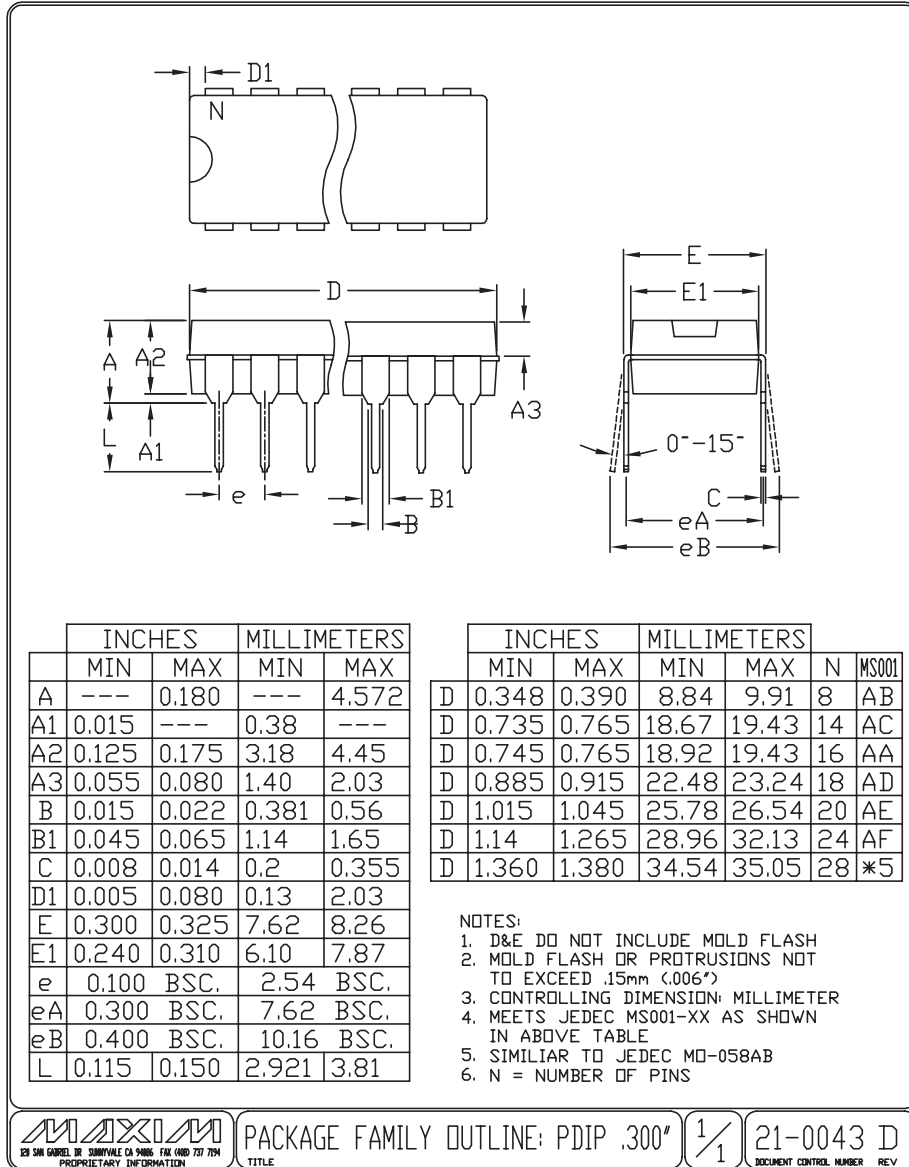 D1
N
D
A
A2
L
A1
A3
e
B1
B
E
E1
0°-15°
C
eA
eB
INCHES MILLIMETERS
MIN MAX MIN MAX
A --- 0.180 --- 4.572
A1 0.015 --- 0.38 ---
A2 0.125 0.175 3.18 4.45
A3 0.055 0.080 1.40 2.03
B 0.015 0.022 0.381 0.56
B1 0.045 0.065 1.14 1.65
C 0.008 0.014 0.2 0.355
D1 0.005 0.080 0.13 2.03
E 0.300 0.325 7.62 8.26
E1 0.240 0.310 6.10 7.87
e 0.100 BSC. 2.54 BSC.
eA 0.300 BSC. 7.62 BSC.
eB 0.400 BSC. 10.16 BSC.
L 0.115 0.150 2.921 3.81
INCHES MILLIMETERS
MIN MAX MIN MAX N MS001
D 0.348 0.390 8.84 9.91 8 AB
D 0.735 0.765 18.67 19.43 14 AC
D 0.745 0.765 18.92 19.43 16 AA
D 0.885 0.915 22.48 23.24 18 AD
D 1.015 1.045 25.78 26.54 20 AE
D 1.14 1.265 28.96 32.13 24 AF
D 1.360 1.380 34.54 35.05 28 *5
NOTES:
1. D&E DO NOT INCLUDE MOLD FLASH
2. MOLD FLASH OR PROTRUSIONS NOT
TO EXCEED .15mm (.006")
3. CONTROLLING DIMENSION: MILLIMETER
4. MEETS JEDEC MS001-XX AS SHOWN
IN ABOVE TABLE
5. SIMILIAR TO JEDEC MO-058AB
6. N = NUMBER OF PINS
MAXIM
120 SAN GABRIEL DR SUNNYVALE CA 94086 FAX (408) 737 7194
PROPRIETARY INFORMATION
PACKAGE FAMILY OUTLINE: PDIP .300"
TITLE
1/1
21-0043 D
DOCUMENT CONTROL NUMBER REV